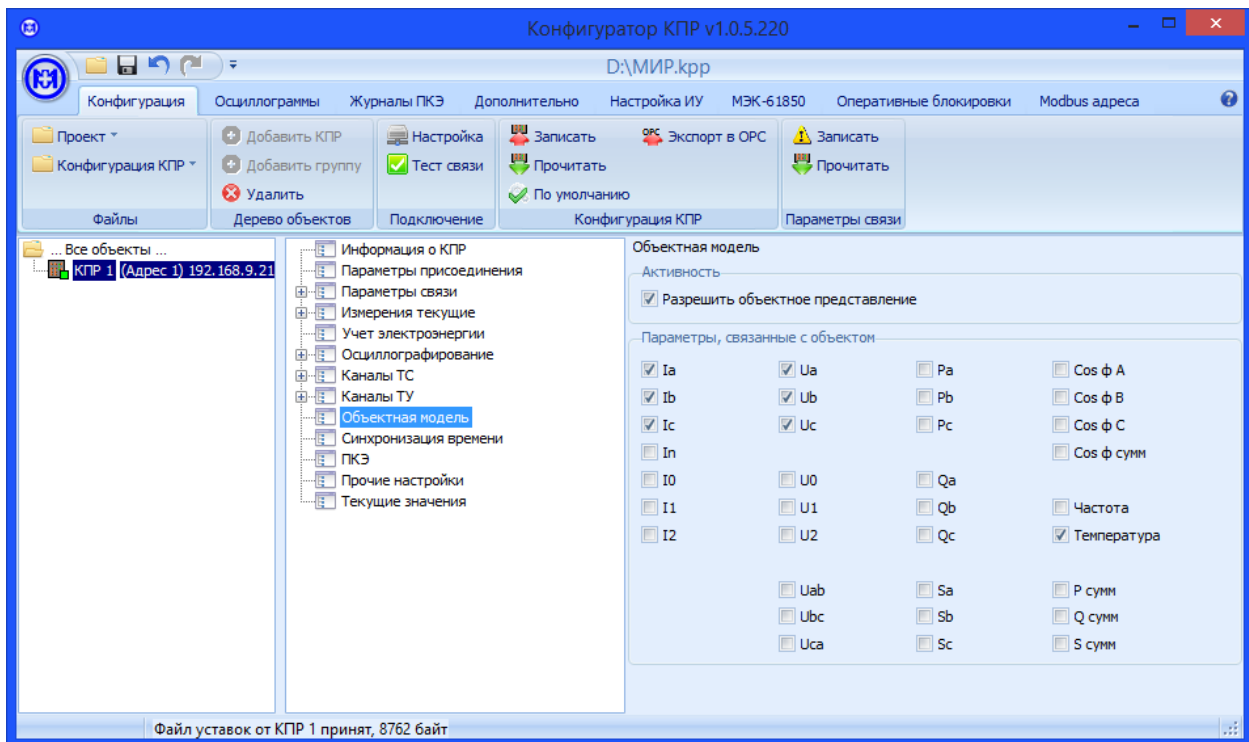 Конфигуратор КПР v1.0.5.220
D:\МИР.kpp
Конфигурация Осциллограммы Журналы ПКЭ Дополнительно Настройка ИУ МЭК-61850 Оперативные блокировки Modbus адреса
Проект Добавить КПР Настройка Записать OPC Экспорт в OPC Записать
Конфигурация КПР Добавить группу Тест связи Прочитать Прочитать
Удалить По умолчанию
Файлы Дерево объектов Подключение Конфигурация КПР Параметры связи
... Все объекты ...
КПР 1 (Адрес 1) 192.168.9.21
Информация о КПР
Параметры присоединения
Параметры связи
Измерения текущие
Учет электроэнергии
Осциллографирование
Каналы ТС
Каналы ТУ
Объектная модель
Синхронизация времени
ПКЭ
Прочие настройки
Текущие значения
Объектная модель
Активность
Разрешить объектное представление
Параметры, связанные с объектом
Ia Ua Pa Cos ф A
Ib Ub Pb Cos ф B
Ic Uc Pc Cos ф C
In Cos ф сумм
I0 U0 Qa
I1 U1 Qb Частота
I2 U2 Qc Температура
Uab Sa P сумм
Ubc Sb Q сумм
Uca Sc S сумм
Файл уставок от КПР 1 принят, 8762 байт